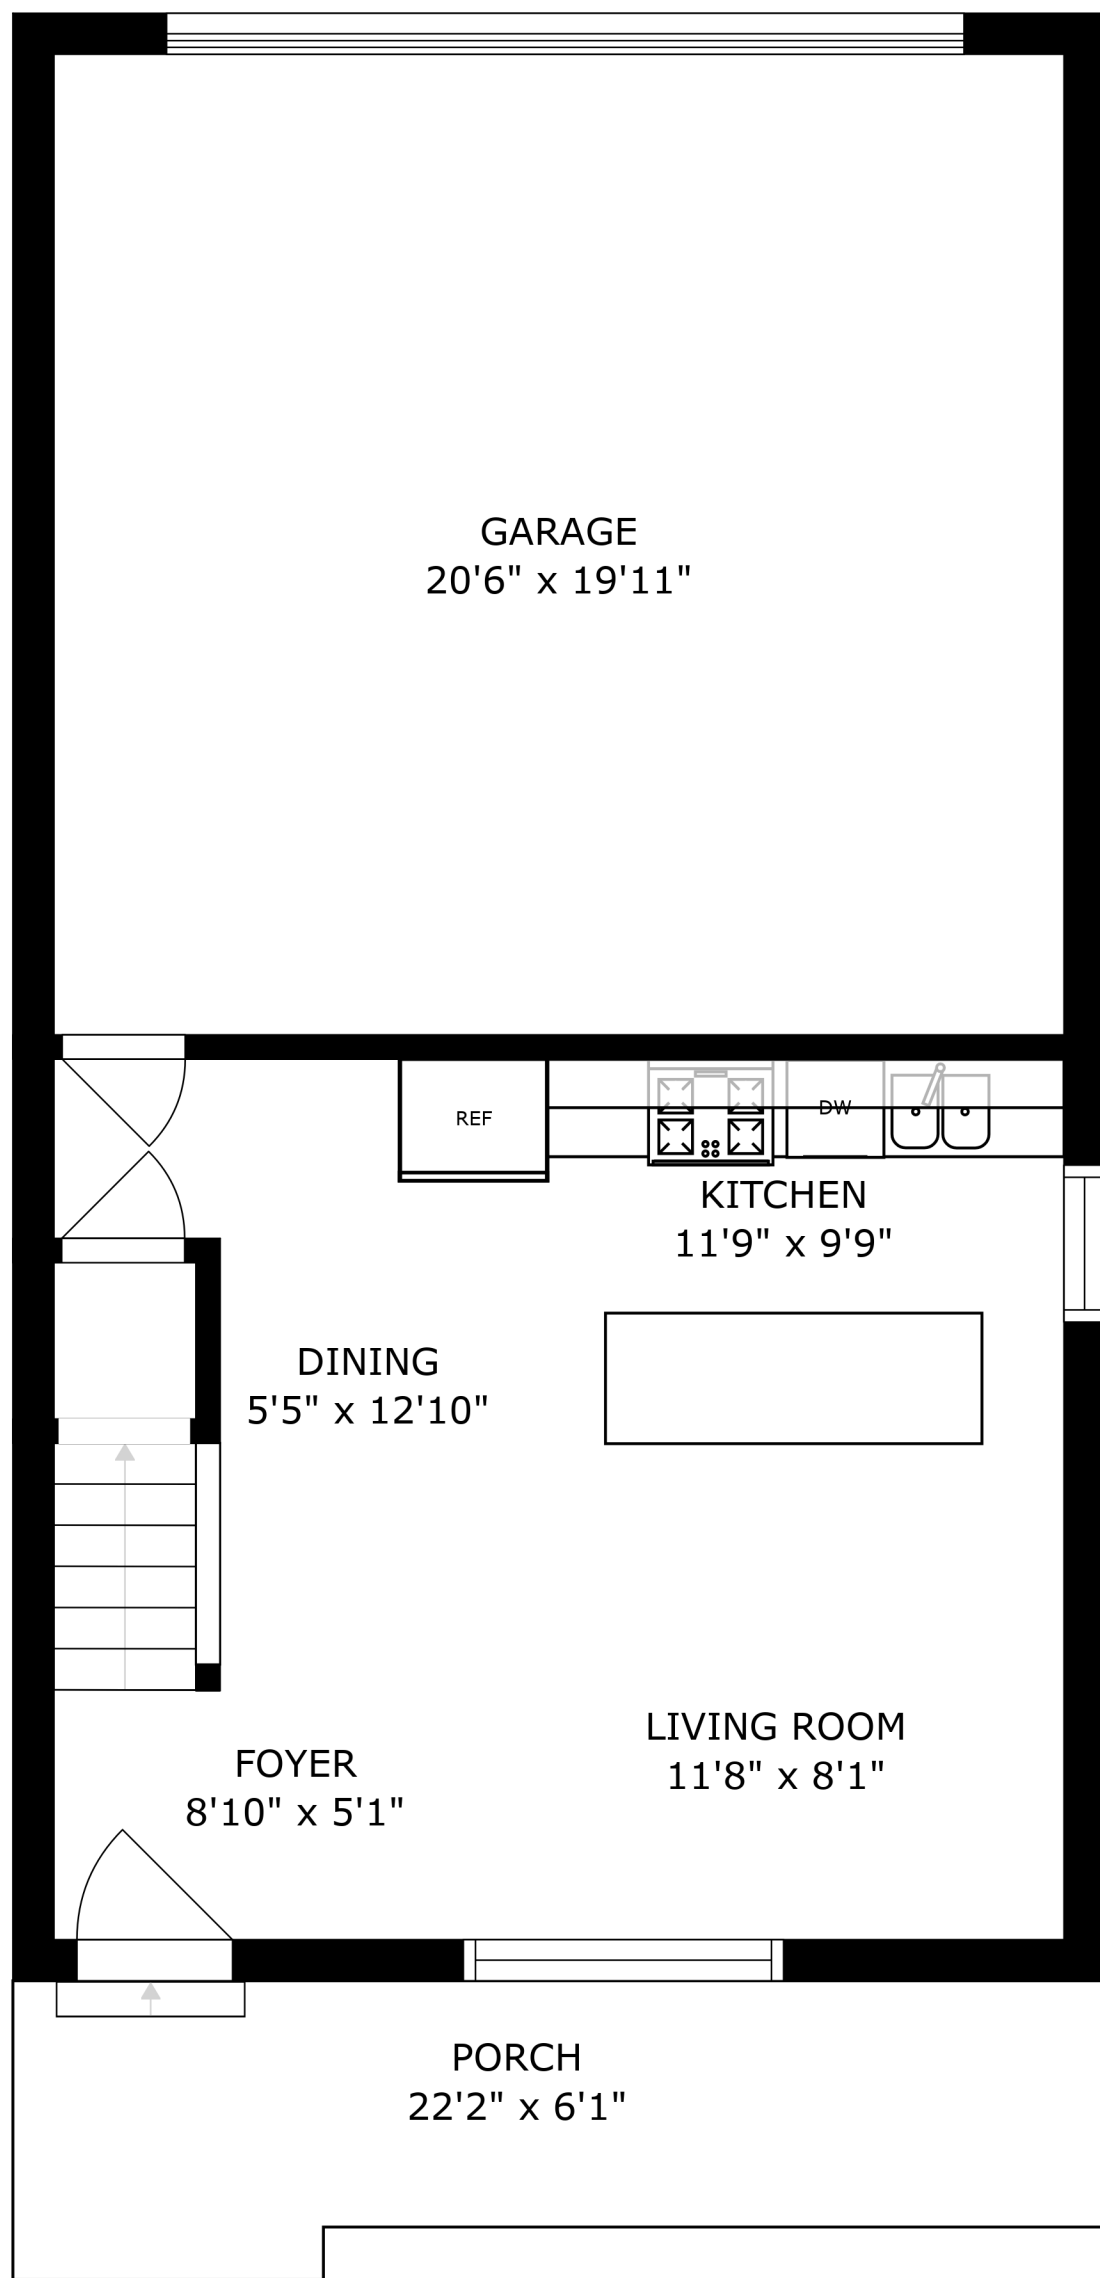 GARAGE
20'6" x 19'11"
REF
DW
KITCHEN
11'9" x 9'9"
DINING
5'5" x 12'10"
LIVING ROOM
11'8" x 8'1"
FOYER
8'10" x 5'1"
PORCH
22'2" x 6'1"